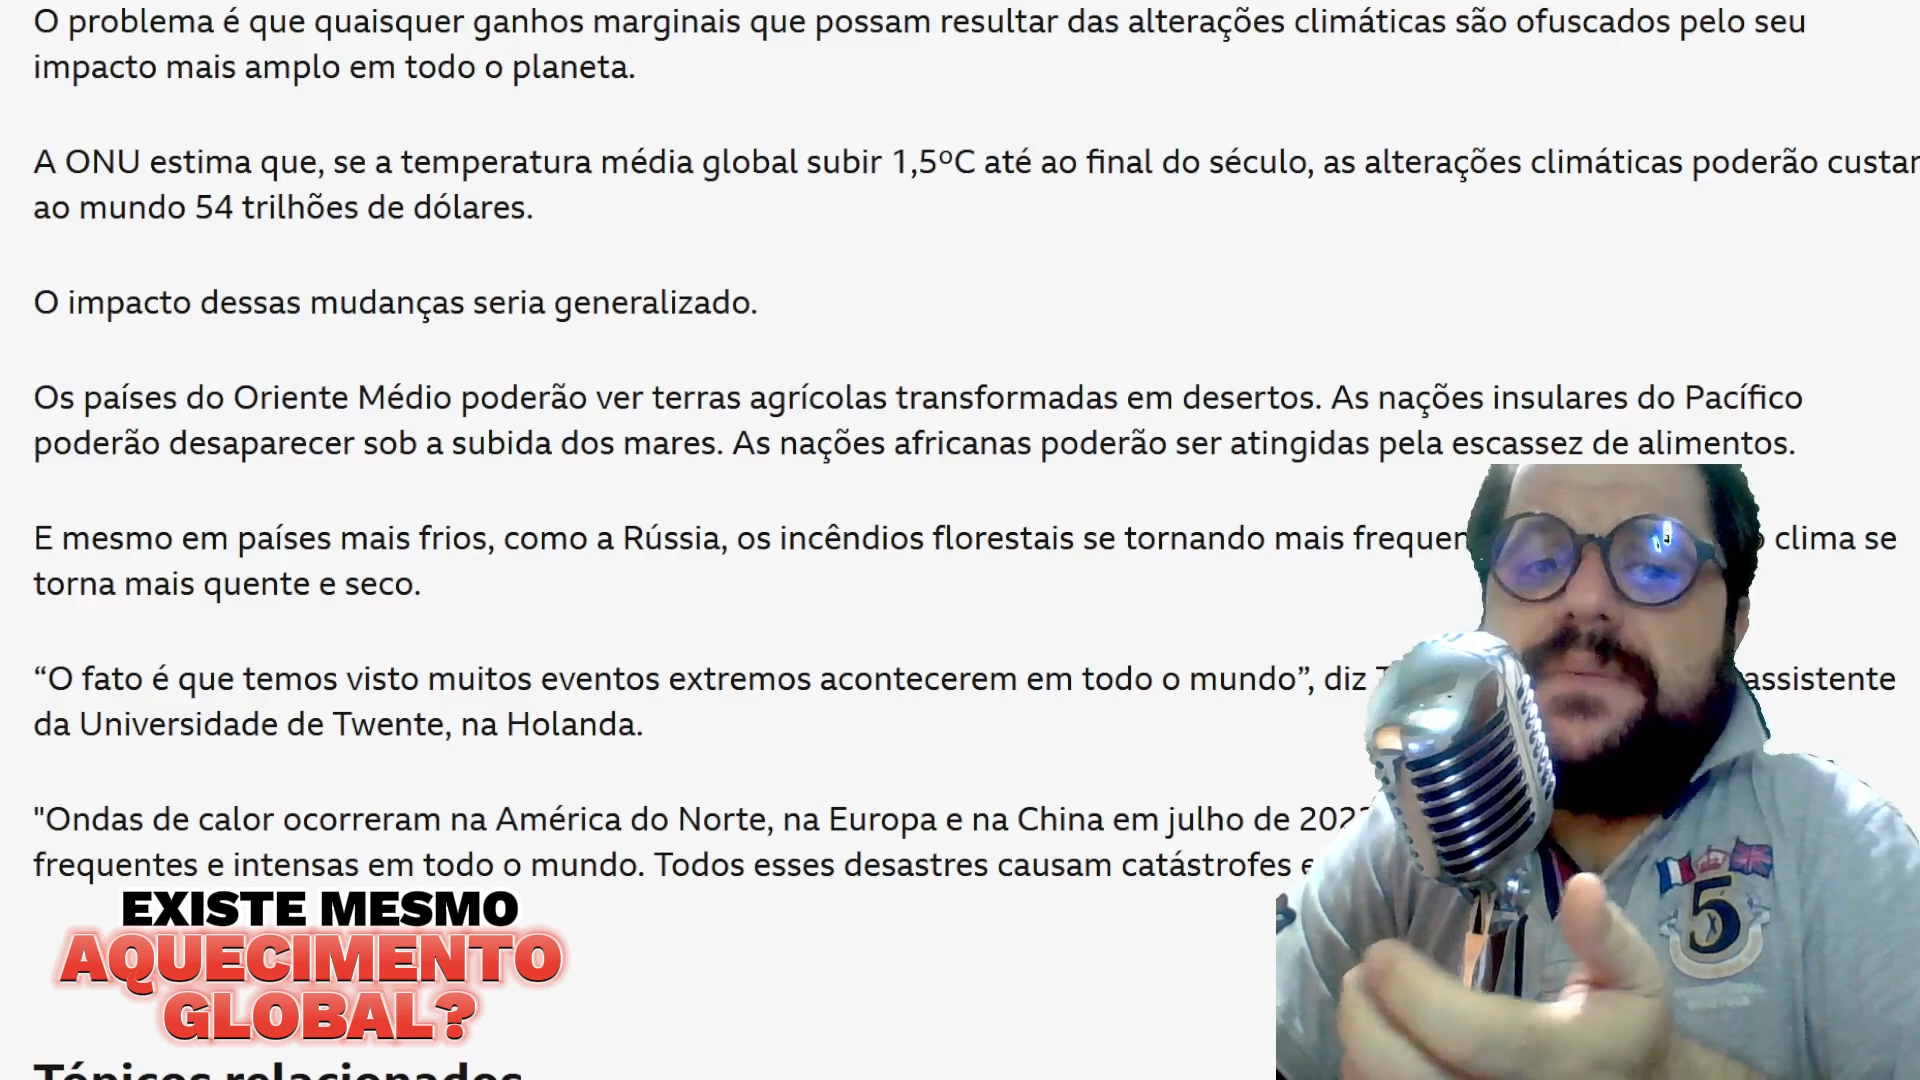 O problema é que quaisquer ganhos marginais que possam resultar das alterações climáticas são ofuscados pelo seu
impacto mais amplo em todo o planeta.
A ONU estima que, se a temperatura média global subir 1,5ºC até ao final do século, as alterações climáticas poderão custar
ao mundo 54 trilhões de dólares.
O impacto dessas mudanças seria generalizado.
Os países do Oriente Médio poderão ver terras agrícolas transformadas em desertos. As nações insulares do Pacífico
poderão desaparecer sob a subida dos mares. As nações africanas poderão ser atingidas pela escassez de alimentos.
E mesmo em países mais frios, como a Rússia, os incêndios florestais se tornando mais clima se
torna mais quente e seco.
“O fato é que temos visto muitos eventos extremos acontecerem em todo o mundo”, diz assistente
da Universidade de Twente, na Holanda.
"Ondas de calor ocorreram na América do Norte, na Europa e na China em julho de
frequentes e intensas em todo o mundo. Todos esses desastres causam catástrofes
EXISTE MESMO
AQUECIMENTO
GLOBAL?
Tópicos relacionados
5